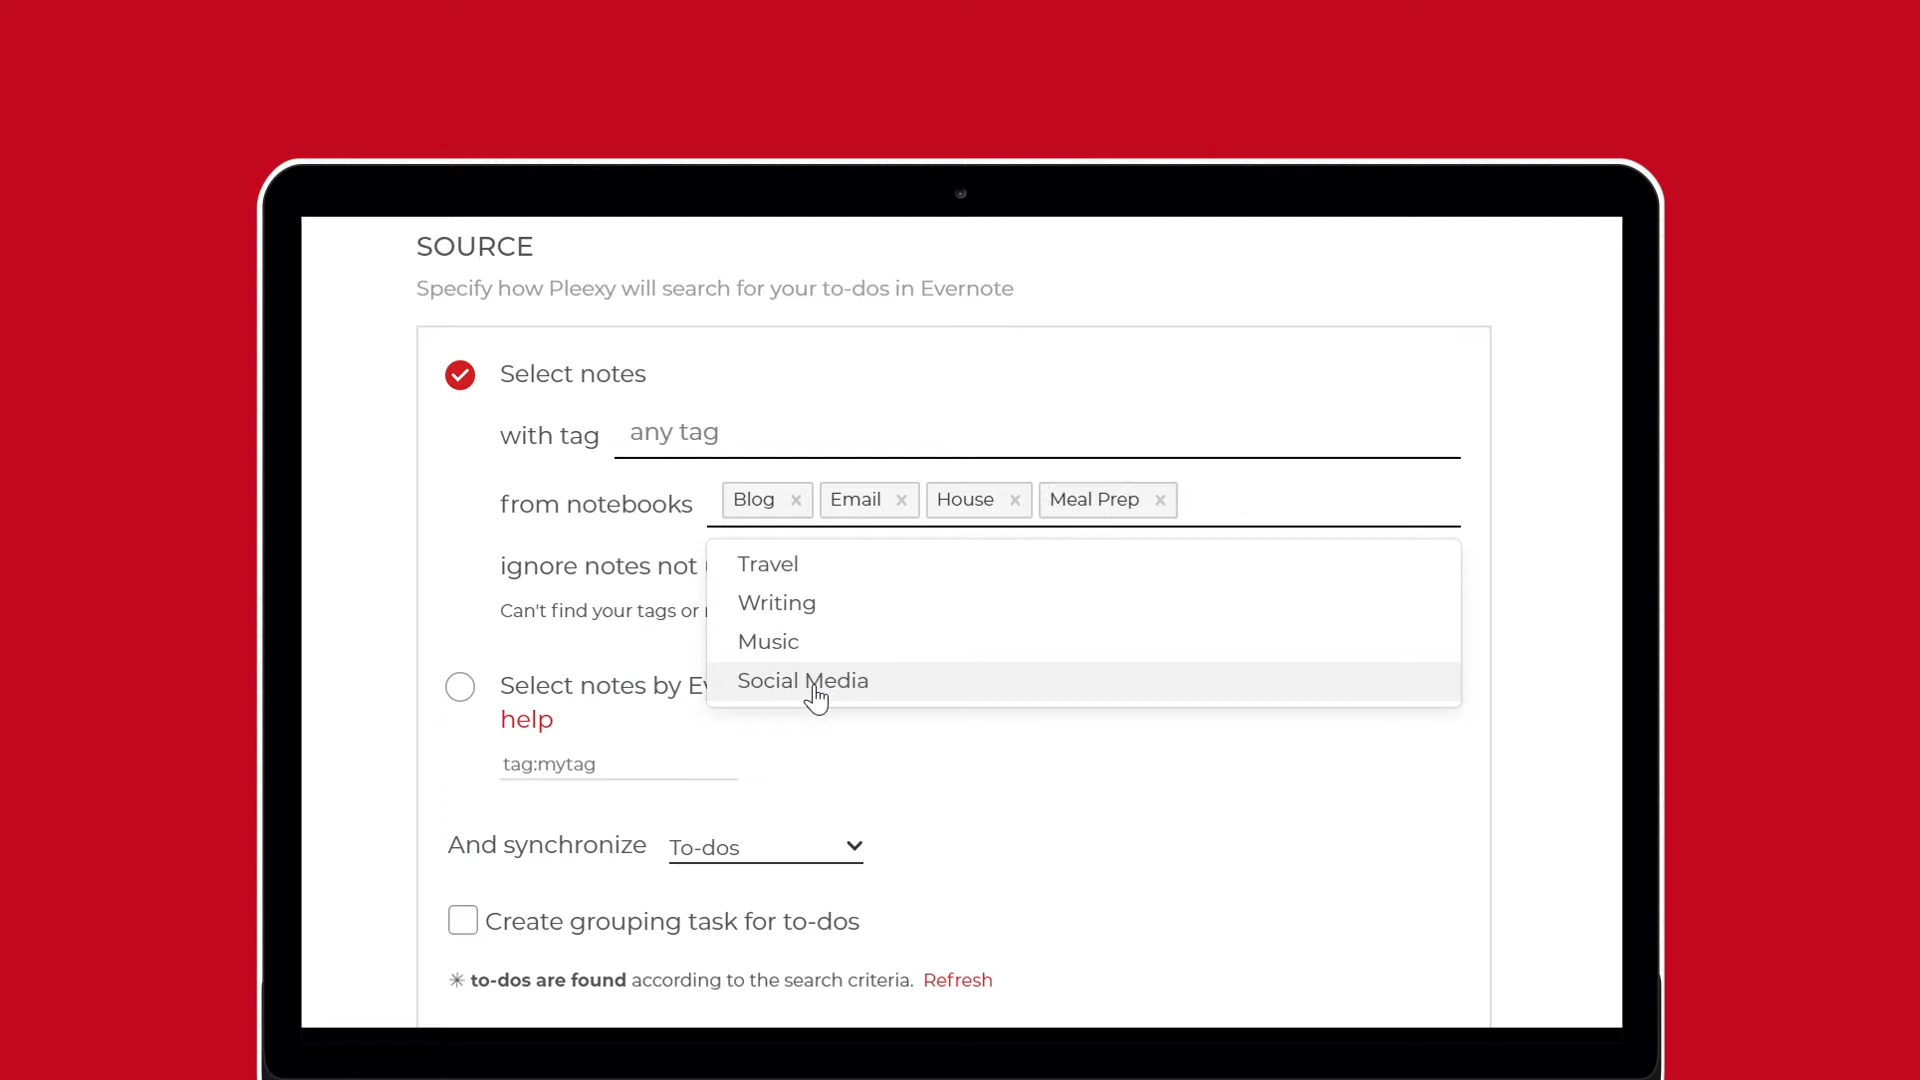 SOURCE
Specify how Pleexy will search for your to-dos in Evernote
Select notes
with tag any tag
from notebooks Blog × Email × House × Meal Prep ×
ignore notes not
Travel
Writing
Can't find your tags or
Music
Social Media
Select notes by
help
tag:mytag
And synchronize To-dos
Create grouping task for to-dos
✳ to-dos are found according to the search criteria. Refresh